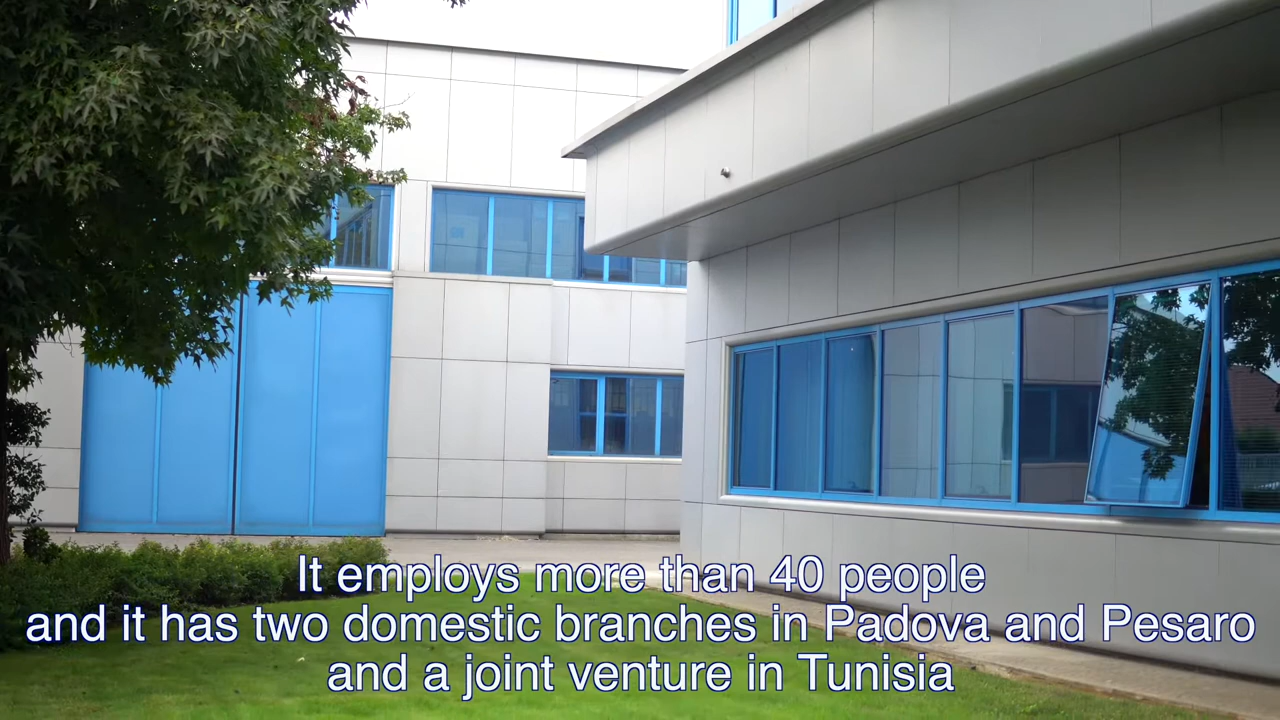 It employs more than 40 people
and it has two domestic branches in Padova and Pesaro
and a joint venture in Tunisia